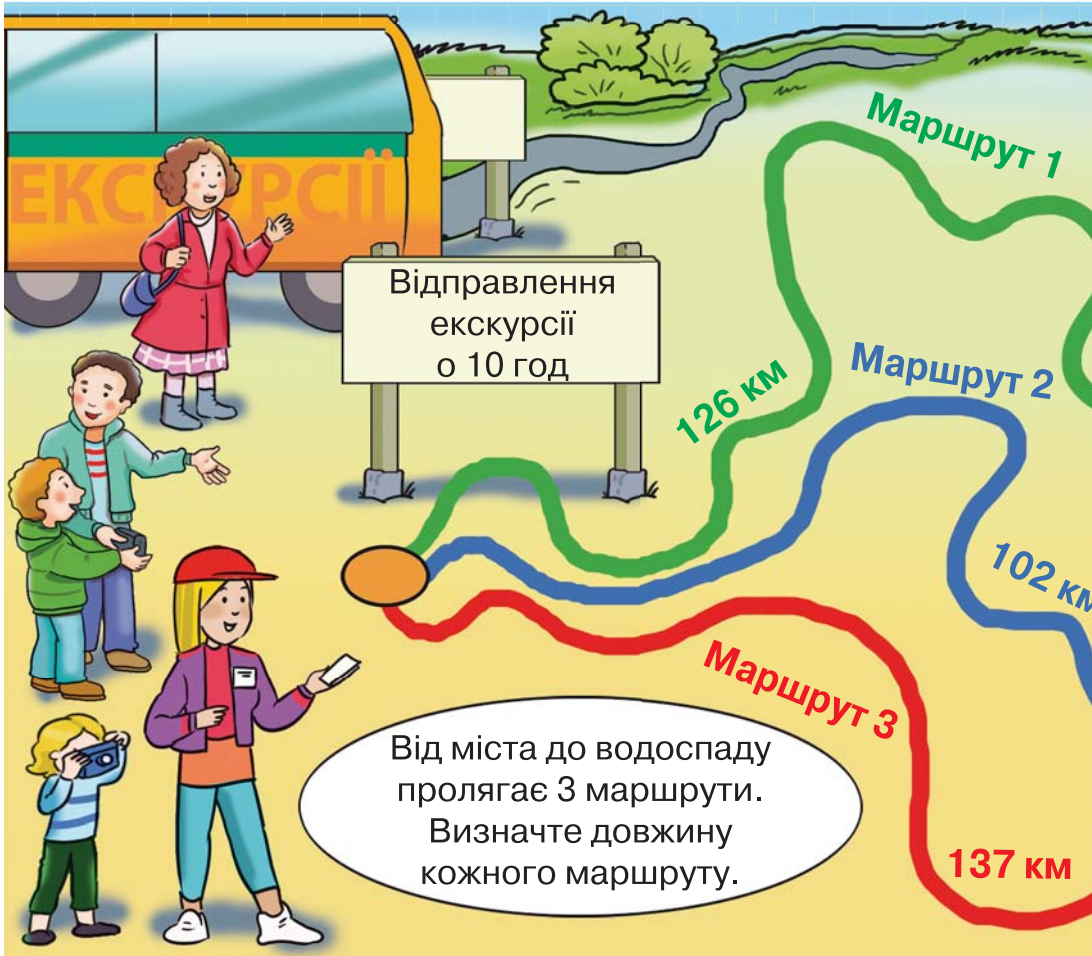 ЕКСКУРСІЇ
Маршрут 1
Відправлення
екскурсії
о 10 год
126 км
Маршрут 2
102 км
Маршрут 3
Від міста до водоспаду
пролягає 3 маршрути.
Визначте довжину
кожного маршруту.
137 км